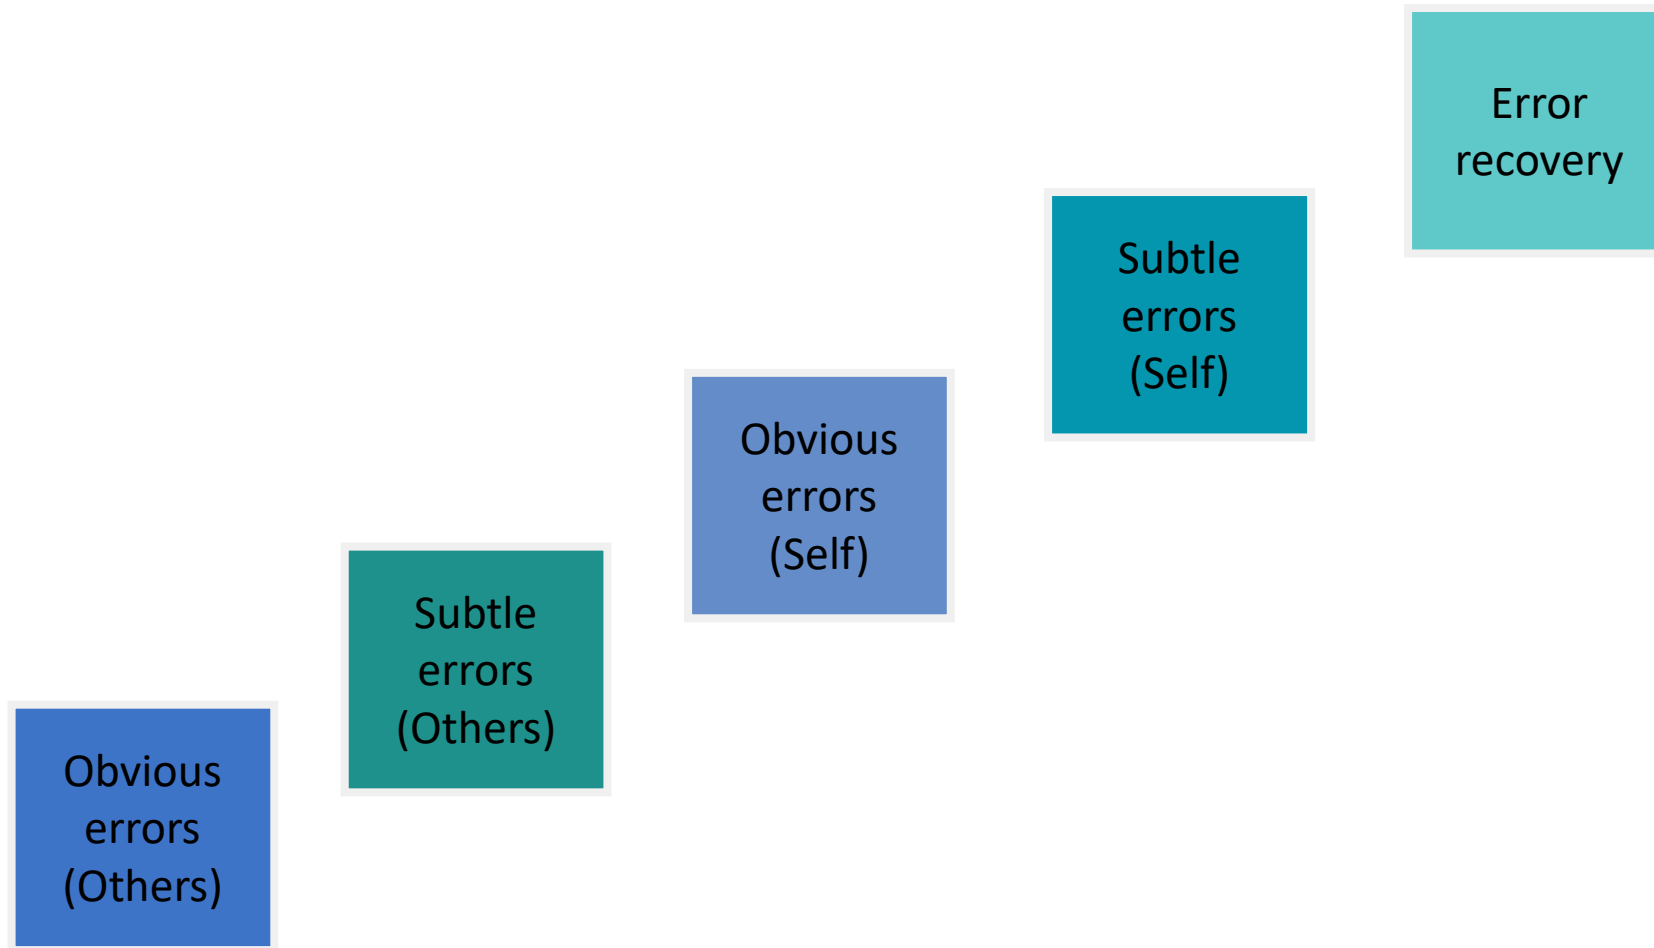 Error
recovery
Subtle
errors
(Self)
Obvious
errors
(Self)
Subtle
errors
(Others)
Obvious
errors
(Others)